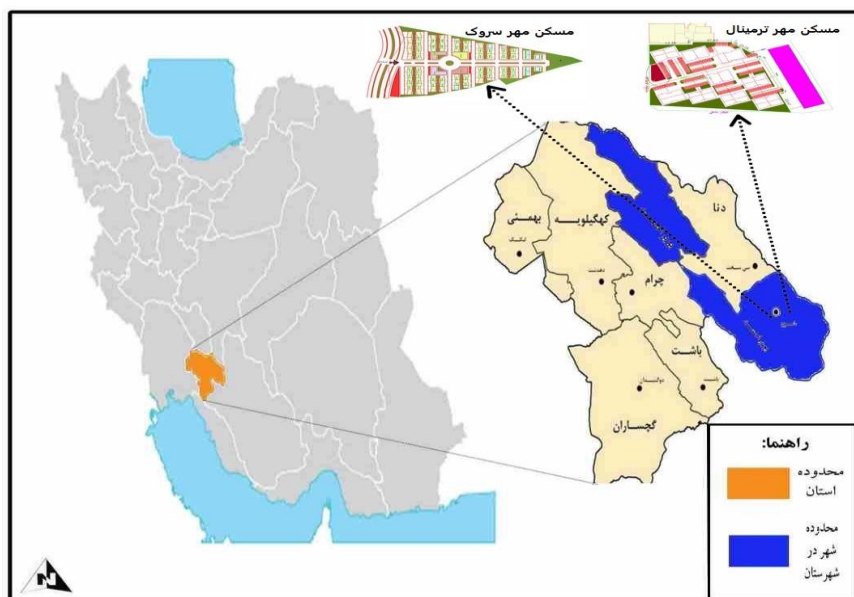 مسکن مهر سروک
مسکن مهر ترمینال
دنا
بهمئی
کهگیلویه
چرام
باشت
گچساران
راهنما:
محدوده
استان
محدوده
شهر در
شهرستان
N